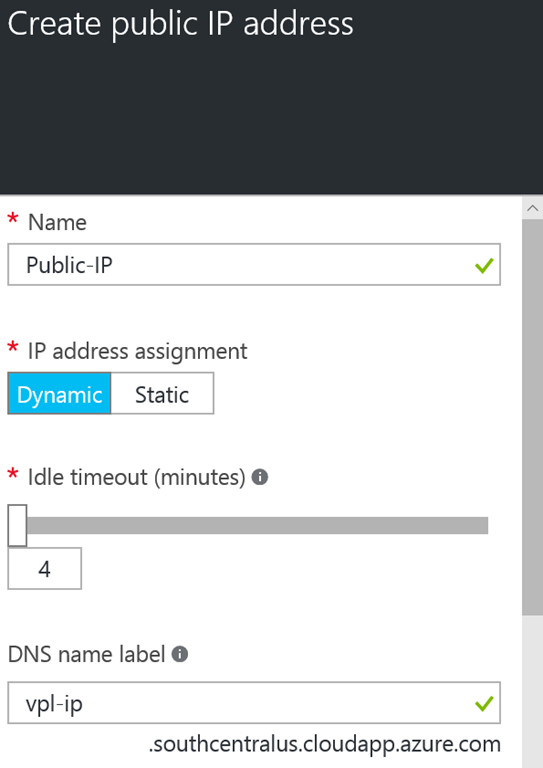 Create public IP address
* Name
Public-IP
* IP address assignment
Dynamic Static
* Idle timeout (minutes)
4
DNS name label
vpl-ip
.southcentralus.cloudapp.azure.com